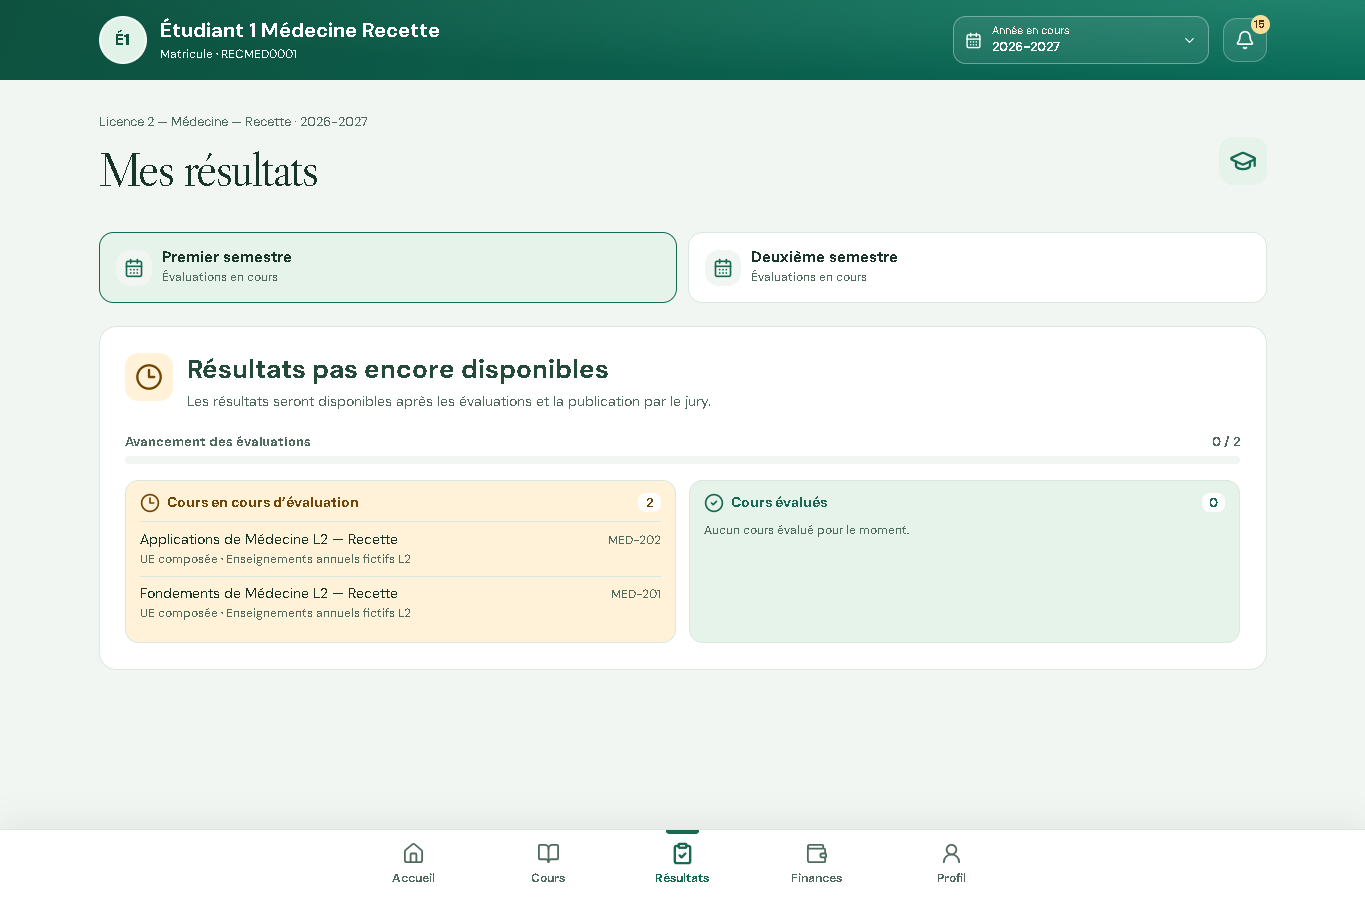 É1
Étudiant 1 Médecine Recette
Matricule · RECMED0001
Année en cours
2026-2027
15
Licence 2 — Médecine — Recette · 2026-2027
Mes résultats
Premier semestre
Évaluations en cours
Deuxième semestre
Évaluations en cours
Résultats pas encore disponibles
Les résultats seront disponibles après les évaluations et la publication par le jury.
Avancement des évaluations
0 / 2
Cours en cours d’évaluation
2
Applications de Médecine L2 — Recette
MED-202
UE composée · Enseignements annuels fictifs L2
Fondements de Médecine L2 — Recette
MED-201
UE composée · Enseignements annuels fictifs L2
Cours évalués
0
Aucun cours évalué pour le moment.
Accueil
Cours
Résultats
Finances
Profil